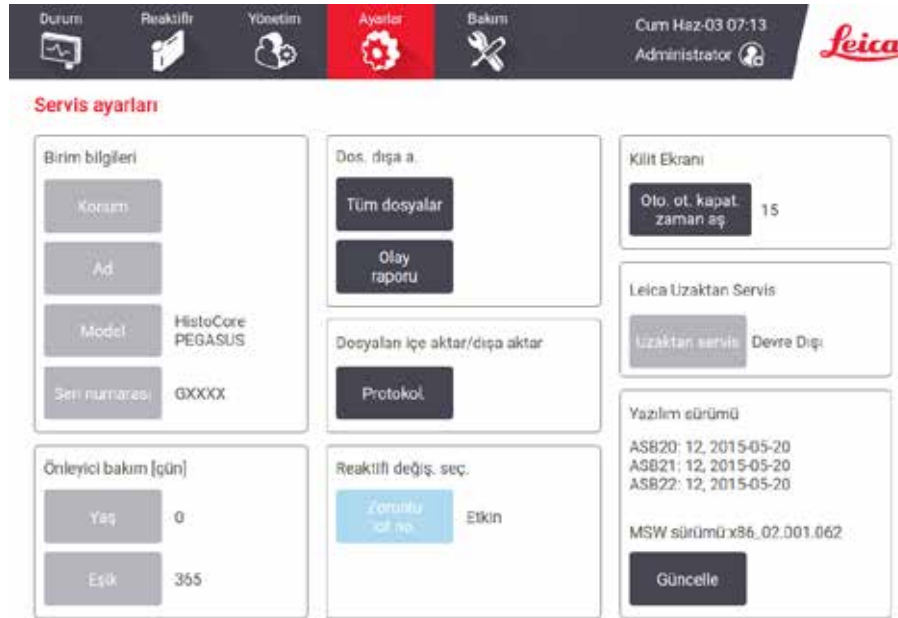 Durum
Reaktifir
Yönetim
Ayarlar
Bakım
Cum Haz-03 07:13
Administrator
Leica
Servis ayarları
Birim bilgileri
Konum
Ad
Model
HistoCore
PEGASUS
Seri numarası
GXXXX
Önleyici bakım [gün]
Yaş
0
Eşik
365
Dos. dışa a.
Tüm dosyalar
Olay
raporu
Dosyaları içe aktar/dışa aktar
Protokol
Reaktifi değiş. seç.
Zorunlu
lot no.
Etkin
Kilit Ekranı
Oto. ot. kapat.
zaman aş
15
Leica Uzaktan Servis
Uzaktan servis
Devre Dışı
Yazılım sürümü
ASB20: 12, 2015-05-20
ASB21: 12, 2015-05-20
ASB22: 12, 2015-05-20
MSW sürümü:x86_02.001.062
Güncelle